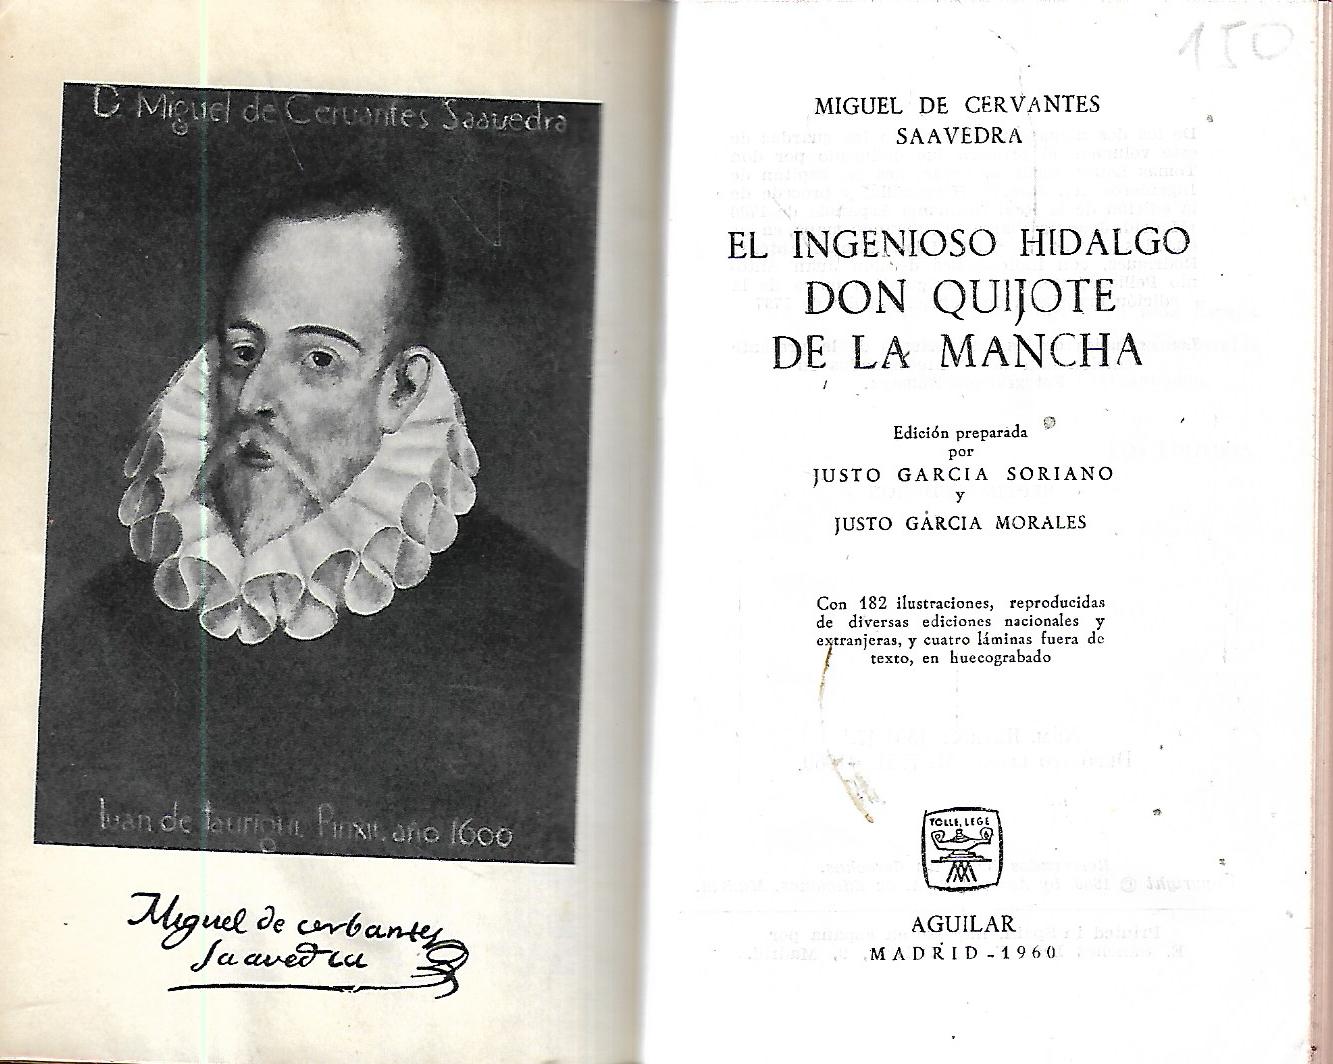 D. Miguel de Cervantes Saauedra
Iuan de Iaurigui Pinxit. año 1600
Miguel de cerbantes
Saavedra
150
MIGUEL DE CERVANTES
SAAVEDRA
EL INGENIOSO HIDALGO
DON QUIJOTE
DE LA MANCHA
Edición preparada
por
JUSTO GARCIA SORIANO
y
JUSTO GARCIA MORALES
Con 182 ilustraciones, reproducidas
de diversas ediciones nacionales y
extranjeras, y cuatro láminas fuera de
texto, en huecograbado
TOLLE, LEGE
AGUILAR
MADRID - 1960